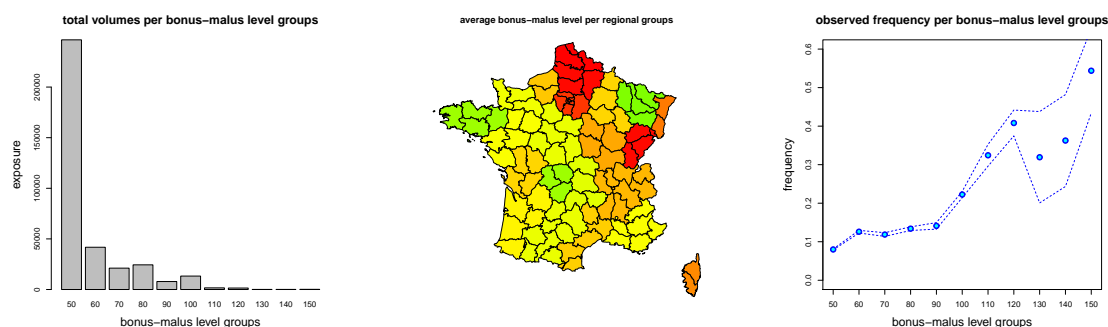 total volumes per bonus−malus level groups
exposure
0
50000
100000
150000
200000
50 60 70 80 90 100 110 120 130 140 150
bonus−malus level groups
average bonus−malus level per regional groups
observed frequency per bonus−malus level groups
frequency
0.0
0.1
0.2
0.3
0.4
0.5
0.6
50 60 70 80 90 100 110 120 130 140 150
bonus−malus level groups